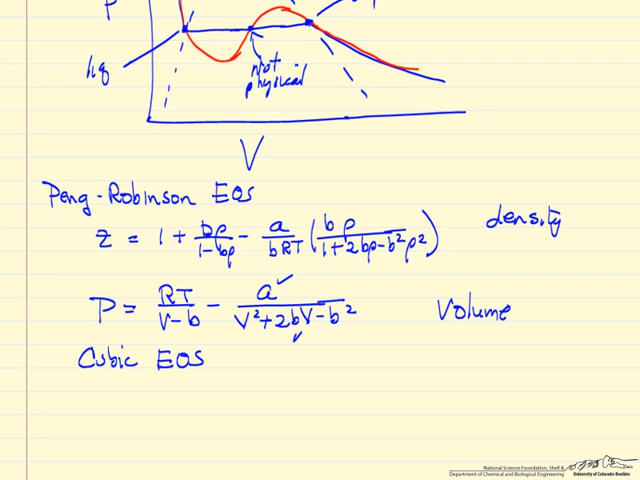 P
liq
not
physical
V
Peng-Robinson EOS
Z = 1 + bρ/(1-bρ) - a/(bRT) (bρ/(1+2bρ-b²ρ²)) density
P = RT/(V-b) - a/(V²+2bV-b²) Volume
Cubic EOS
National Science Foundation, Shell &
Department of Chemical and Biological Engineering
University of Colorado Boulder